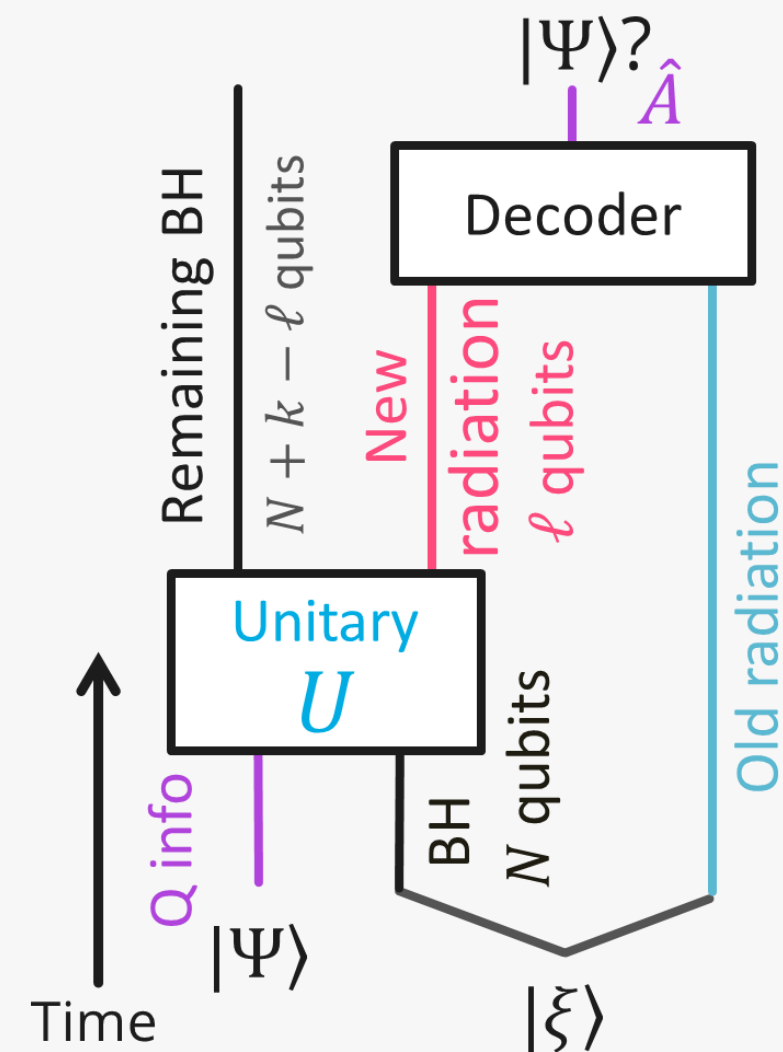 |Ψ⟩?
Â
Decoder
Remaining BH
N + k − ℓ qubits
New
radiation
ℓ qubits
Old radiation
Unitary
U
Q info
BH
N qubits
|Ψ⟩
|ξ⟩
Time